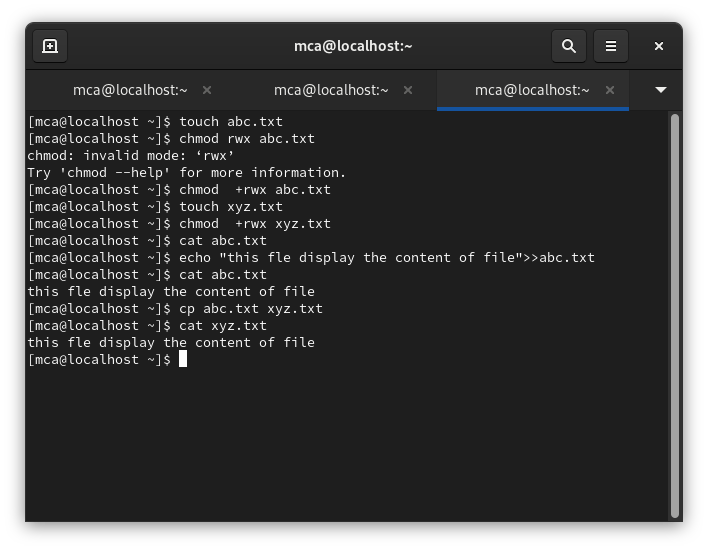 mca@localhost:~
mca@localhost:~ mca@localhost:~ mca@localhost:~
[mca@localhost ~]$ touch abc.txt
[mca@localhost ~]$ chmod rwx abc.txt
chmod: invalid mode: ‘rwx’
Try 'chmod --help' for more information.
[mca@localhost ~]$ chmod  +rwx abc.txt
[mca@localhost ~]$ touch xyz.txt
[mca@localhost ~]$ chmod  +rwx xyz.txt
[mca@localhost ~]$ cat abc.txt
[mca@localhost ~]$ echo "this fle display the content of file">>abc.txt
[mca@localhost ~]$ cat abc.txt
this fle display the content of file
[mca@localhost ~]$ cp abc.txt xyz.txt
[mca@localhost ~]$ cat xyz.txt
this fle display the content of file
[mca@localhost ~]$